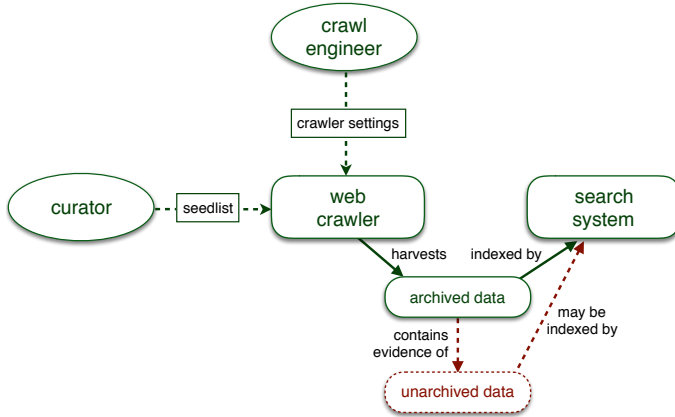 crawl
engineer
crawler settings
curator
seedlist
web
crawler
search
system
harvests
indexed by
archived data
contains
evidence of
may be
indexed by
unarchived data